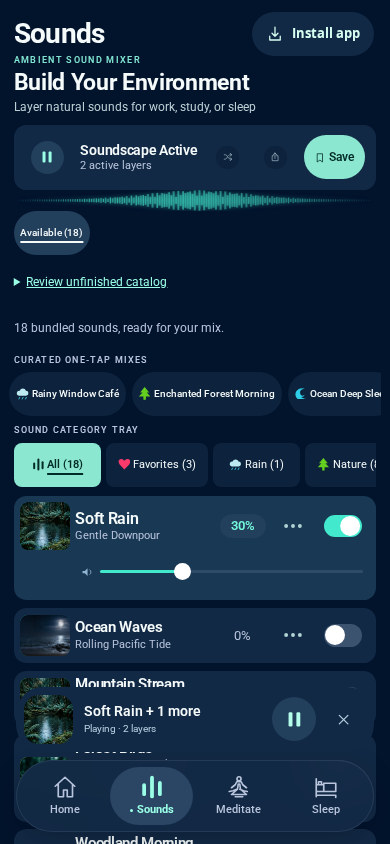 Sounds
Install app
AMBIENT SOUND MIXER
Build Your Environment
Layer natural sounds for work, study, or sleep
Soundscape Active
2 active layers
Save
Available (18)
Review unfinished catalog
18 bundled sounds, ready for your mix.
CURATED ONE-TAP MIXES
Rainy Window Café
Enchanted Forest Morning
Ocean Deep
SOUND CATEGORY TRAY
All (18)
Favorites (3)
Rain (1)
Nature
Soft Rain
Gentle Downpour
30%
Ocean Waves
Rolling Pacific Tide
0%
Mountain Stream
Soft Rain + 1 more
Playing · 2 layers
Home
• Sounds
Meditate
Sleep
Woodland Morning